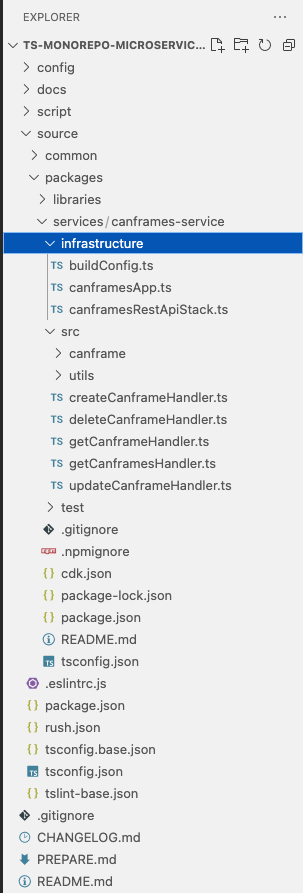 EXPLORER
TS-MONOREPO-MICROSERVIC...
config
docs
script
source
common
packages
libraries
services/canframes-service
infrastructure
TS buildConfig.ts
TS canframesApp.ts
TS canframesRestApiStack.ts
src
canframe
utils
TS createCanframeHandler.ts
TS deleteCanframeHandler.ts
TS getCanframeHandler.ts
TS getCanframesHandler.ts
TS updateCanframeHandler.ts
test
.gitignore
npm .npmignore
{} cdk.json
{} package-lock.json
{} package.json
README.md
TS tsconfig.json
.eslintrc.js
{} package.json
{} rush.json
{} tsconfig.base.json
TS tsconfig.json
{} tslint-base.json
.gitignore
CHANGELOG.md
PREPARE.md
README.md